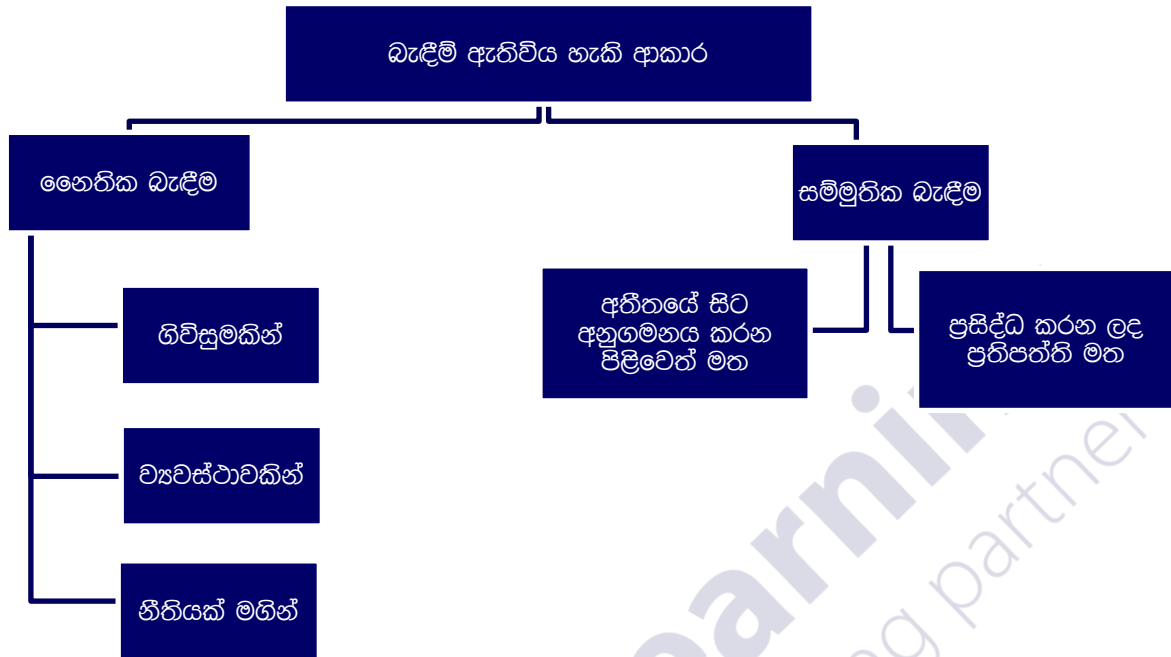 බැඳීම් ඇතිවිය හැකි ආකාර
නෛතික බැඳීම
සම්මුතික බැඳීම
ගිවිසුමකින්
ව්‍යවස්ථාවකින්
නීතියක් මගින්
අතීතයේ සිට
අනුගමනය කරන
පිළිවෙත් මත
ප්‍රසිද්ධ කරන ලද
ප්‍රතිපත්ති මත
partner